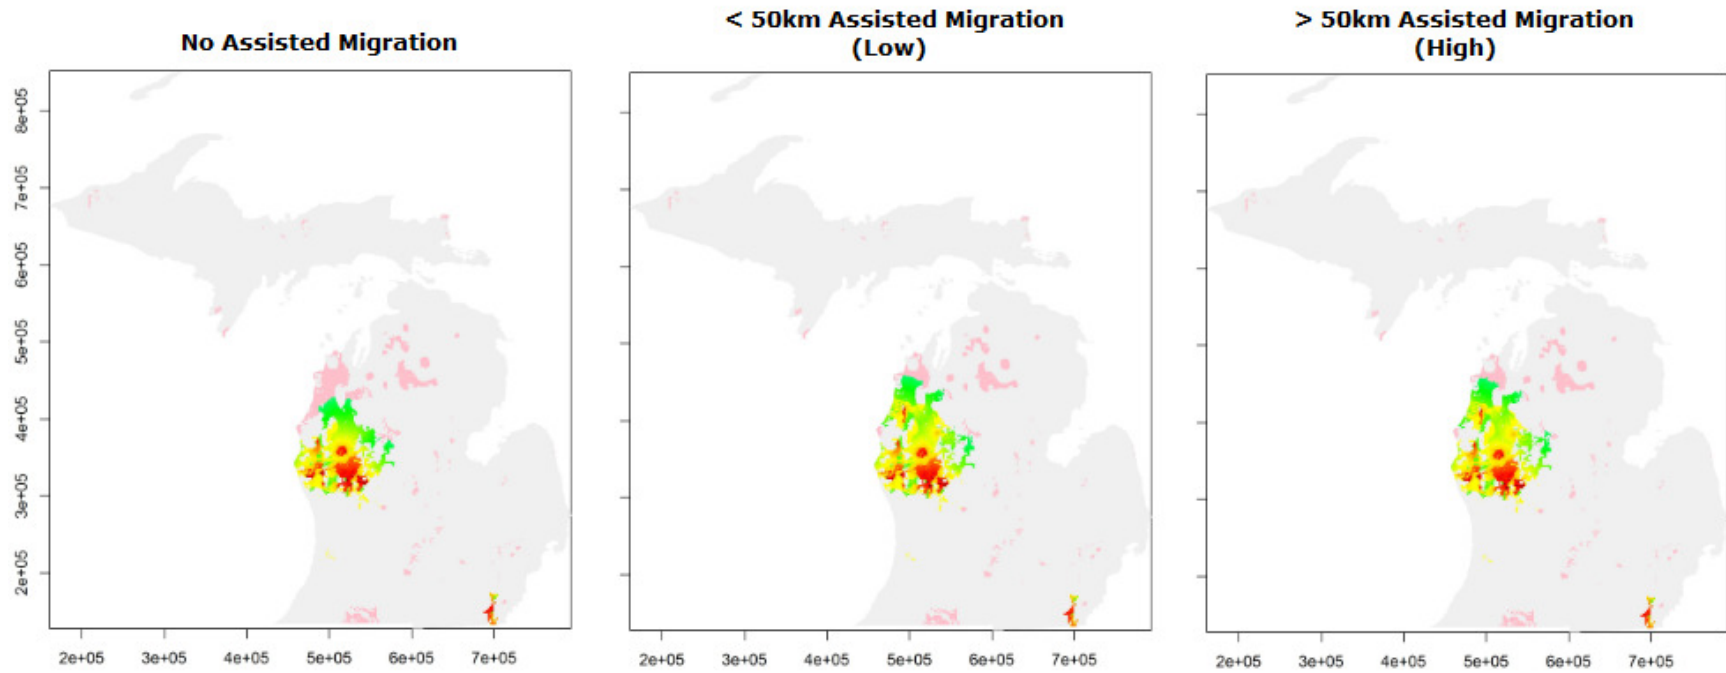 No Assisted Migration
< 50km Assisted Migration
(Low)
> 50km Assisted Migration
(High)
8e+05
7e+05
6e+05
5e+05
4e+05
3e+05
2e+05
2e+05 3e+05 4e+05 5e+05 6e+05 7e+05
2e+05 3e+05 4e+05 5e+05 6e+05 7e+05
2e+05 3e+05 4e+05 5e+05 6e+05 7e+05